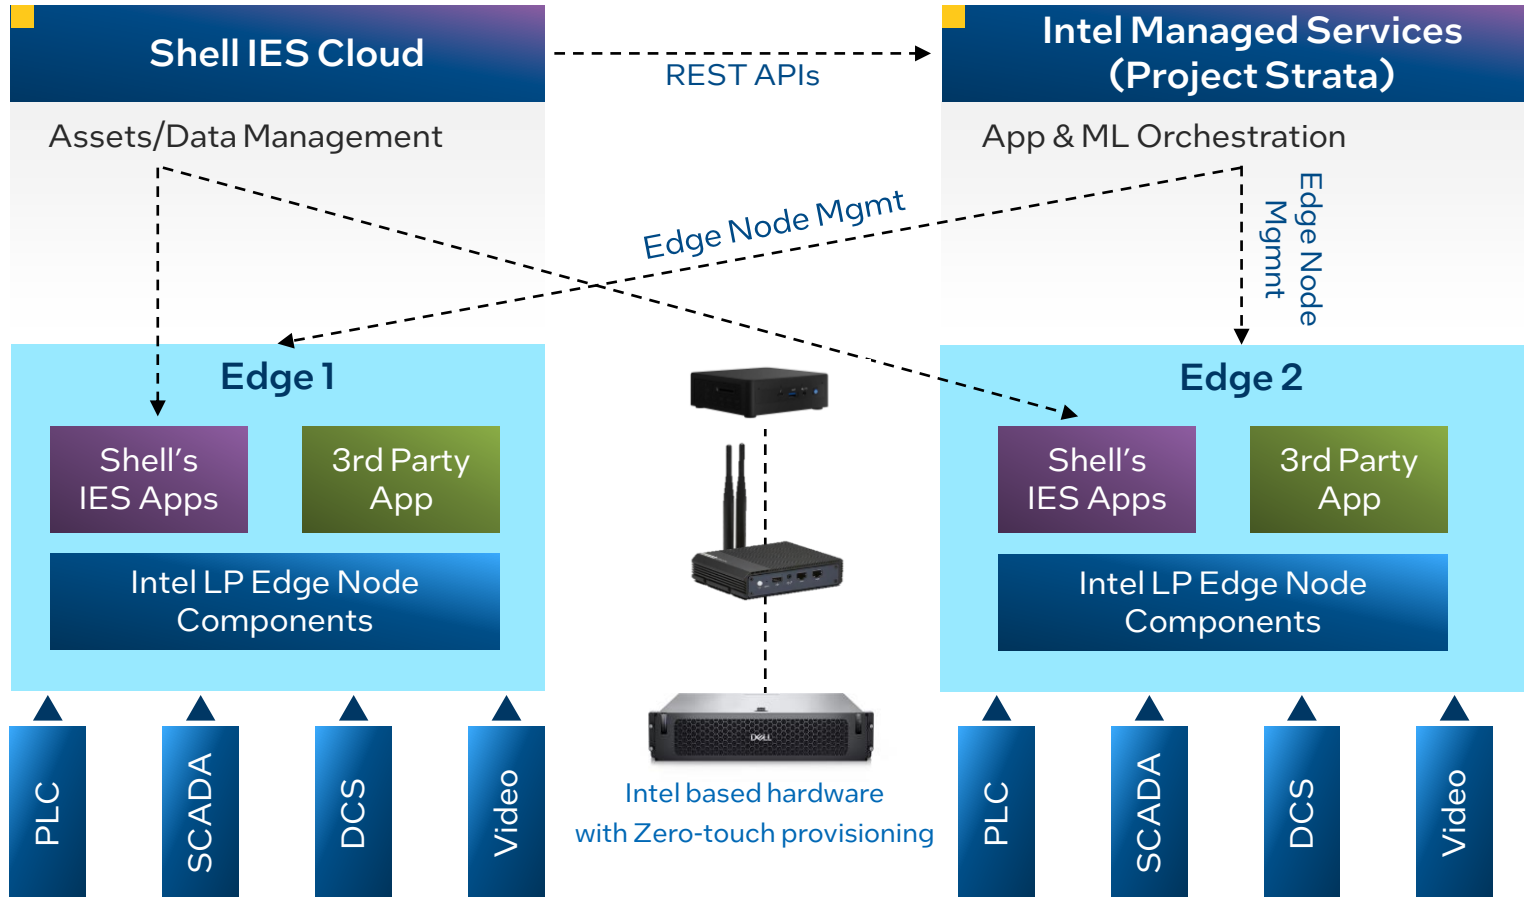 Shell IES Cloud
REST APIs
Intel Managed Services
(Project Strata)
Assets/Data Management
App & ML Orchestration
Edge Node Mgmt
Edge Node
Mgmnt
Edge 1
Shell's
IES Apps
3rd Party
App
Intel LP Edge Node
Components
Edge 2
Shell's
IES Apps
3rd Party
App
Intel LP Edge Node
Components
DELL
Intel based hardware
with Zero-touch provisioning
PLC
SCADA
DCS
Video
PLC
SCADA
DCS
Video